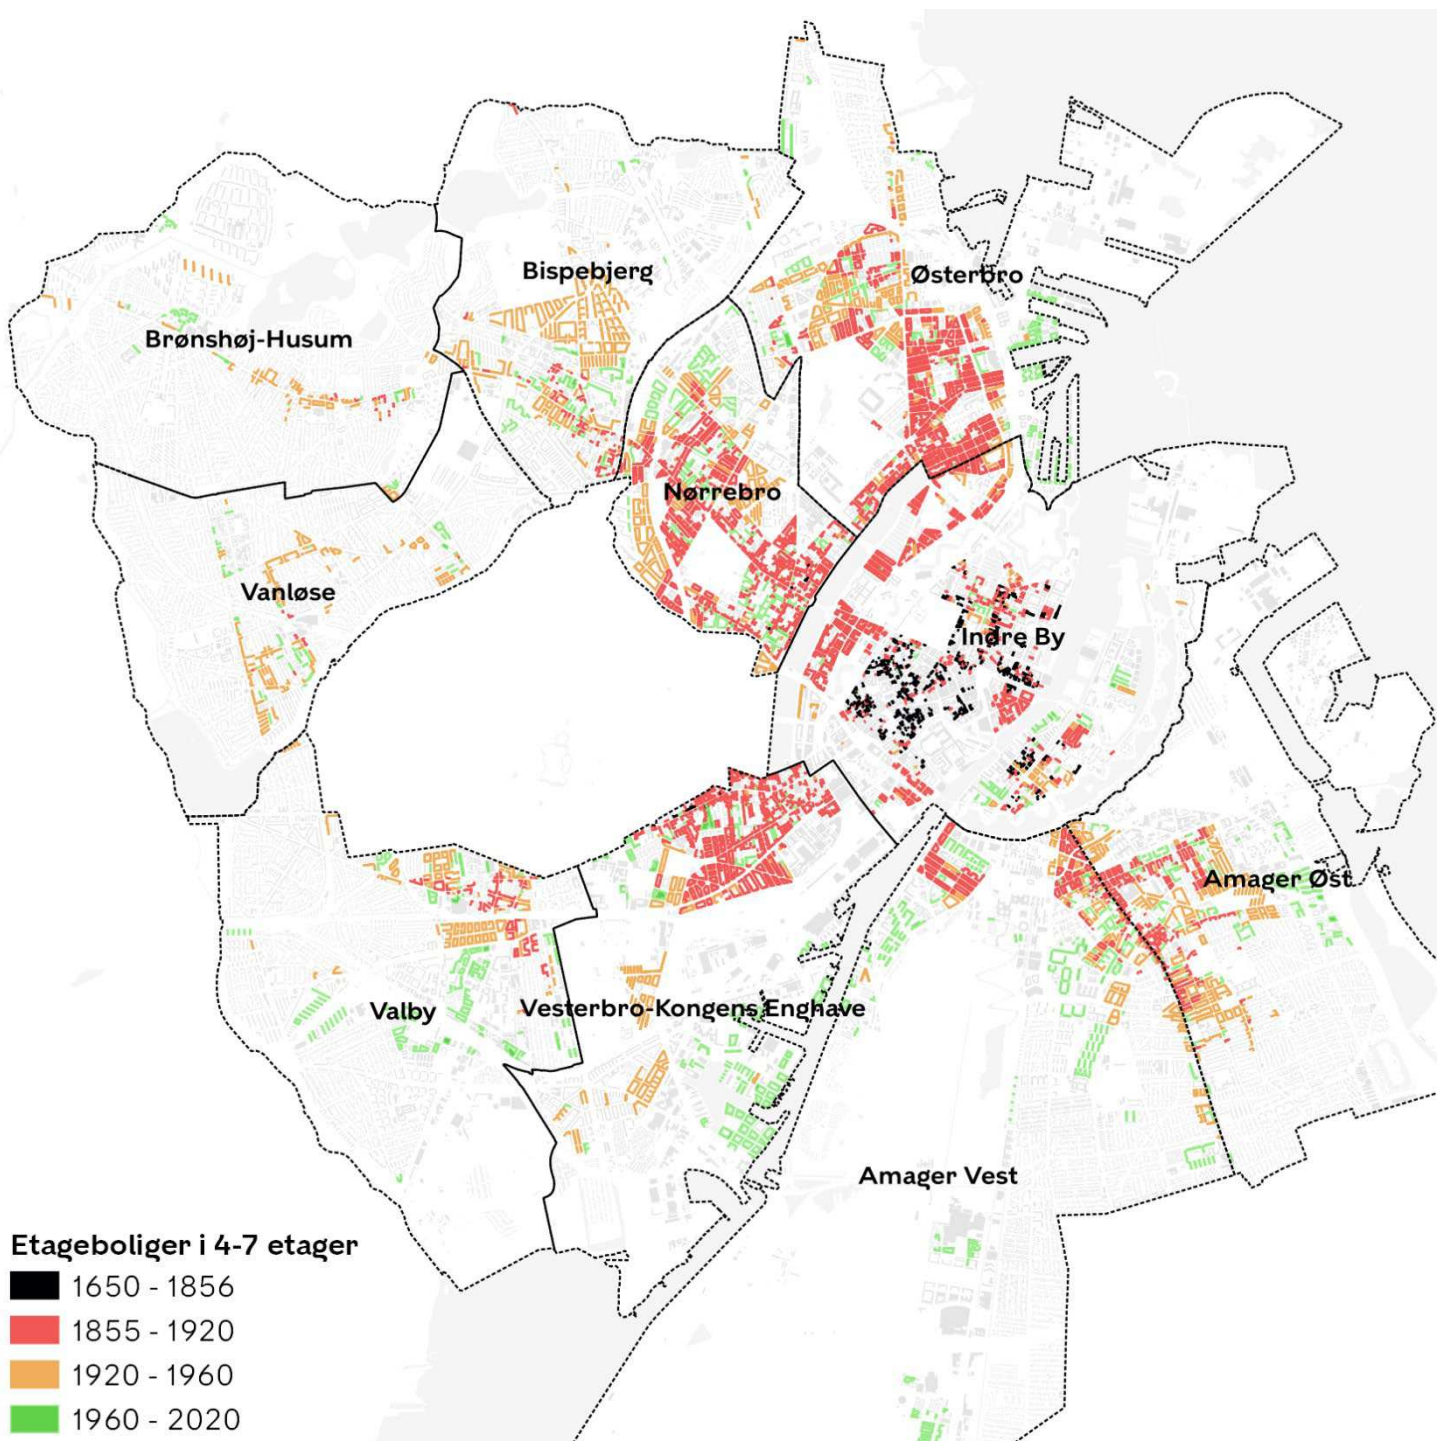 Bispebjerg
Østerbro
Brønshøj-Husum
Nørrebro
Vanløse
Indre By
Amager Øst
Valby
Vesterbro-Kongens Enghave
Amager Vest
Etageboliger i 4-7 etager
1650 - 1856
1855 - 1920
1920 - 1960
1960 - 2020